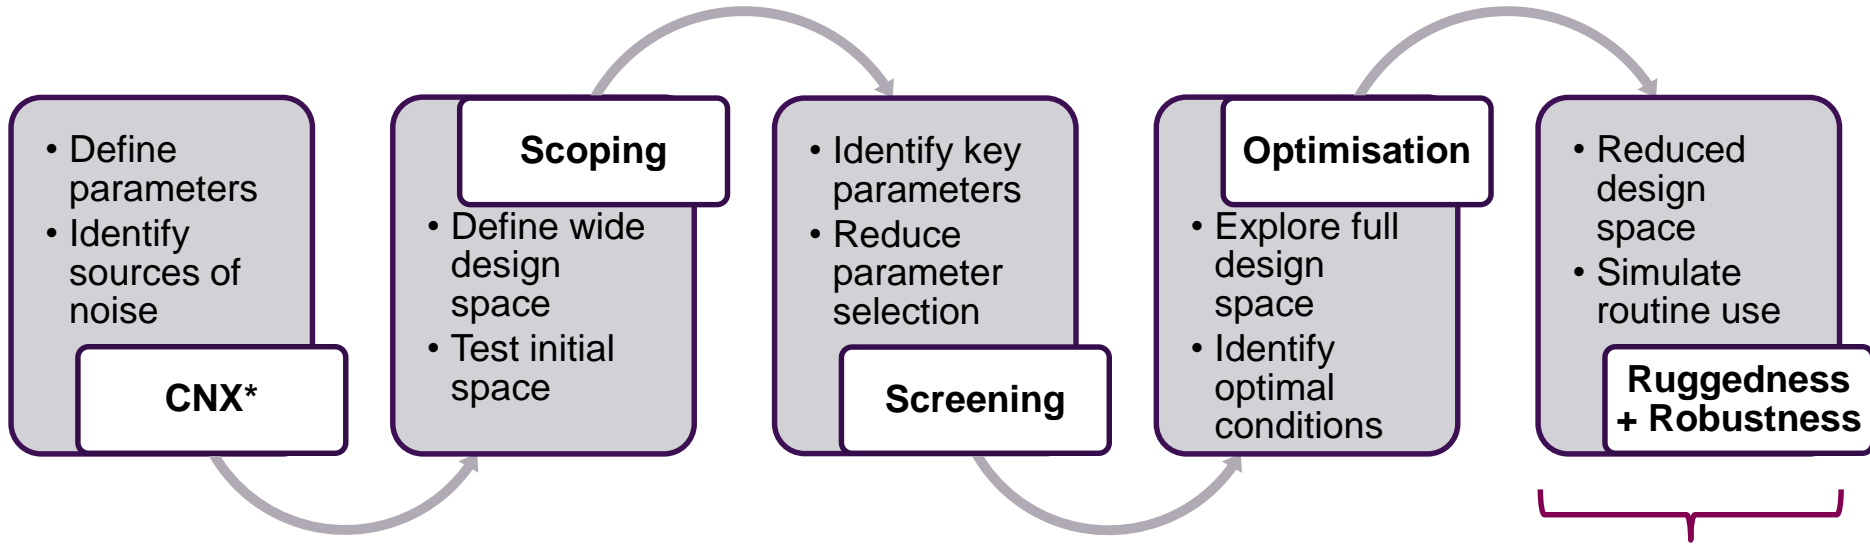 • Define
parameters
• Identify
sources of
noise
CNX*
Scoping
• Define wide
design
space
• Test initial
space
• Identify key
parameters
• Reduce
parameter
selection
Screening
Optimisation
• Explore full
design
space
• Identify
optimal
conditions
• Reduced
design
space
• Simulate
routine use
Ruggedness
+ Robustness